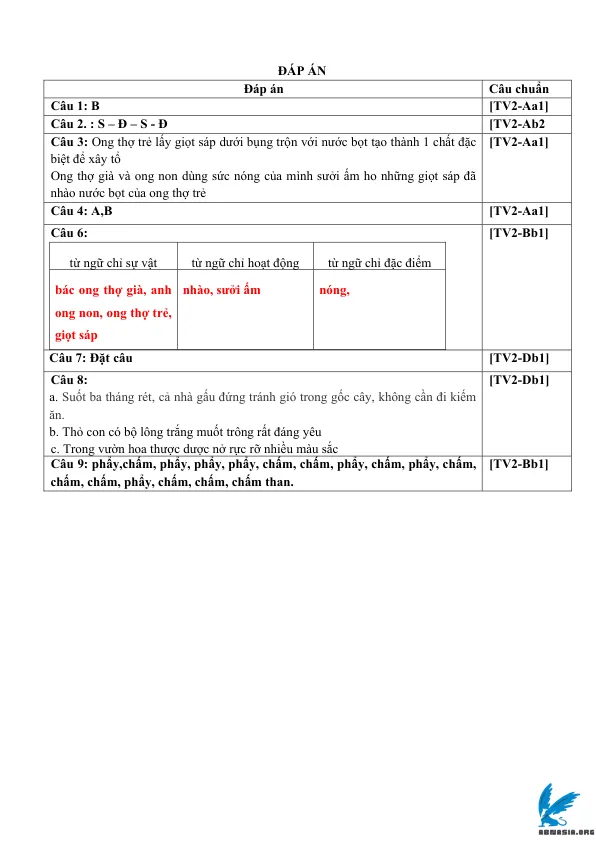 ĐÁP ÁN
Đáp án Câu chuẩn
Câu 1: B [TV2-Aa1]
Câu 2. : S – Đ – S - Đ [TV2-Ab2
Câu 3: Ong thợ trẻ lấy giọt sáp dưới bụng trộn với nước bọt tạo thành 1 chất đặc [TV2-Aa1]
biệt để xây tổ
Ong thợ già và ong non dùng sức nóng của mình sưởi ấm ho những giọt sáp đã
nhào nước bọt của ong thợ trẻ
Câu 4: A,B [TV2-Aa1]
Câu 6: [TV2-Bb1]
từ ngữ chỉ sự vật từ ngữ chỉ hoạt động từ ngữ chỉ đặc điểm
bác ong thợ già, anh nhào, sưởi ấm nóng,
ong non, ong thợ trẻ,
giọt sáp
Câu 7: Đặt câu [TV2-Db1]
Câu 8: [TV2-Db1]
a. Suốt ba tháng rét, cả nhà gấu đứng tránh gió trong gốc cây, không cần đi kiếm
ăn.
b. Thỏ con có bộ lông trắng muốt trông rất đáng yêu
c. Trong vườn hoa thược dược nở rực rỡ nhiều màu sắc
Câu 9: phẩy,chấm, phẩy, phẩy, phẩy, chấm, chấm, phẩy, chấm, phẩy, chấm, [TV2-Bb1]
chấm, chấm, phẩy, chấm, chấm, chấm than.
ABNASIA.ORG